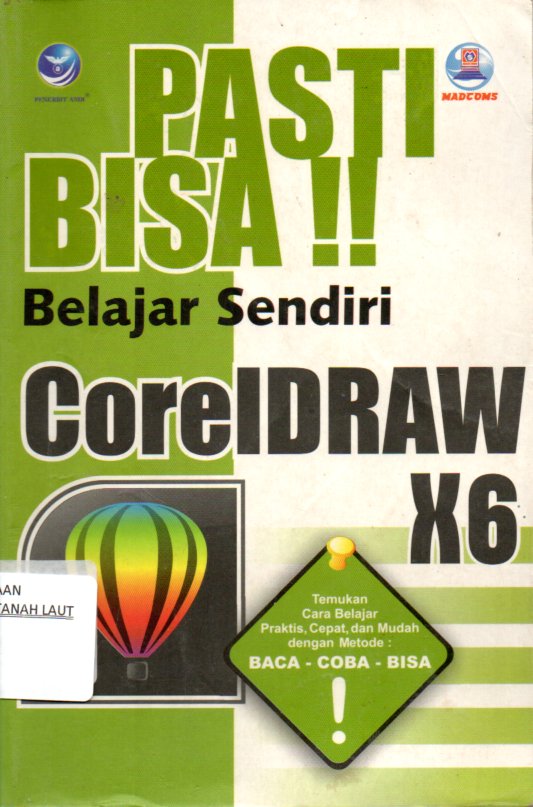 PENERBIT ANDI
MADCOMS
PASTI
BISA !!
Belajar Sendiri
CorelDRAW
X6
AAN
TANAH LAUT
Temukan
Cara Belajar
Praktis, Cepat, dan Mudah
dengan Metode :
BACA - COBA - BISA
!